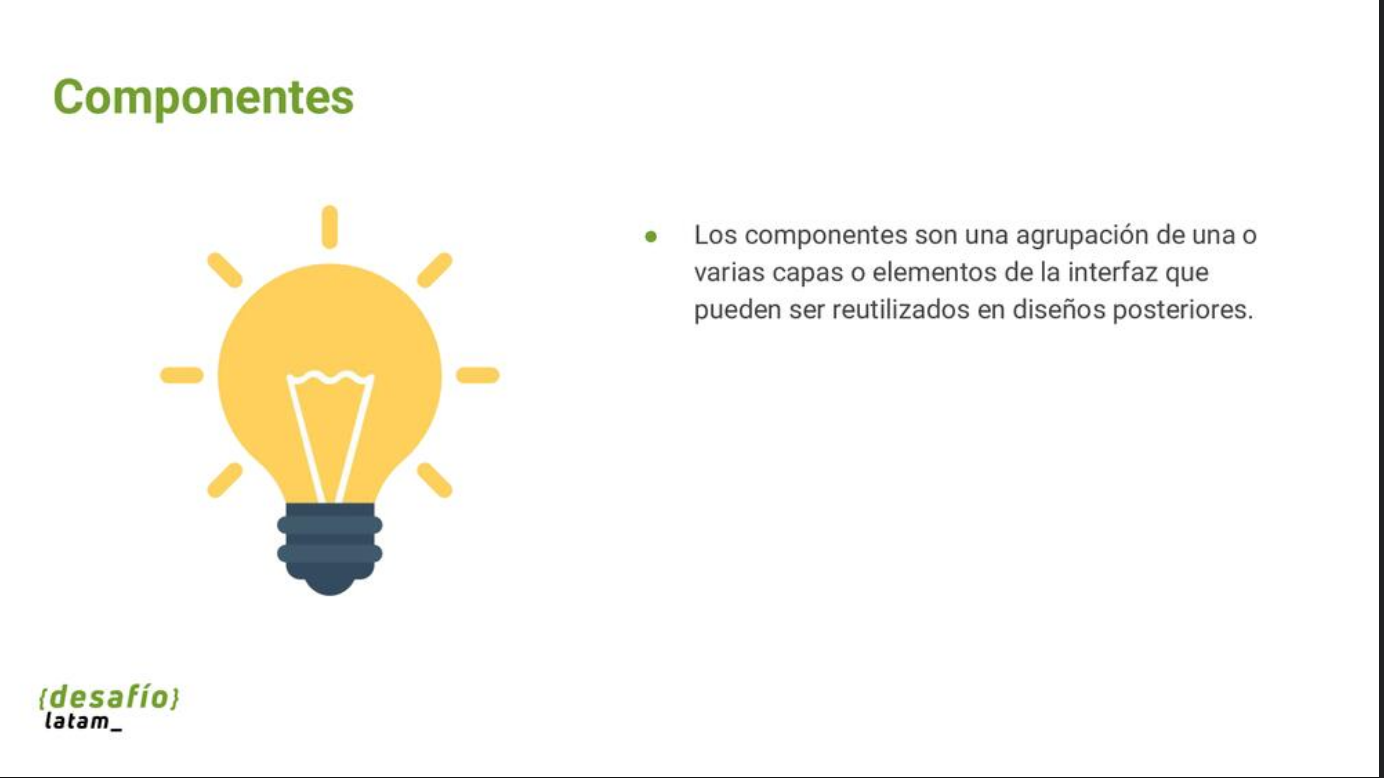 Componentes
● Los componentes son una agrupación de una o
varias capas o elementos de la interfaz que
pueden ser reutilizados en diseños posteriores.
{desafío}
latam_